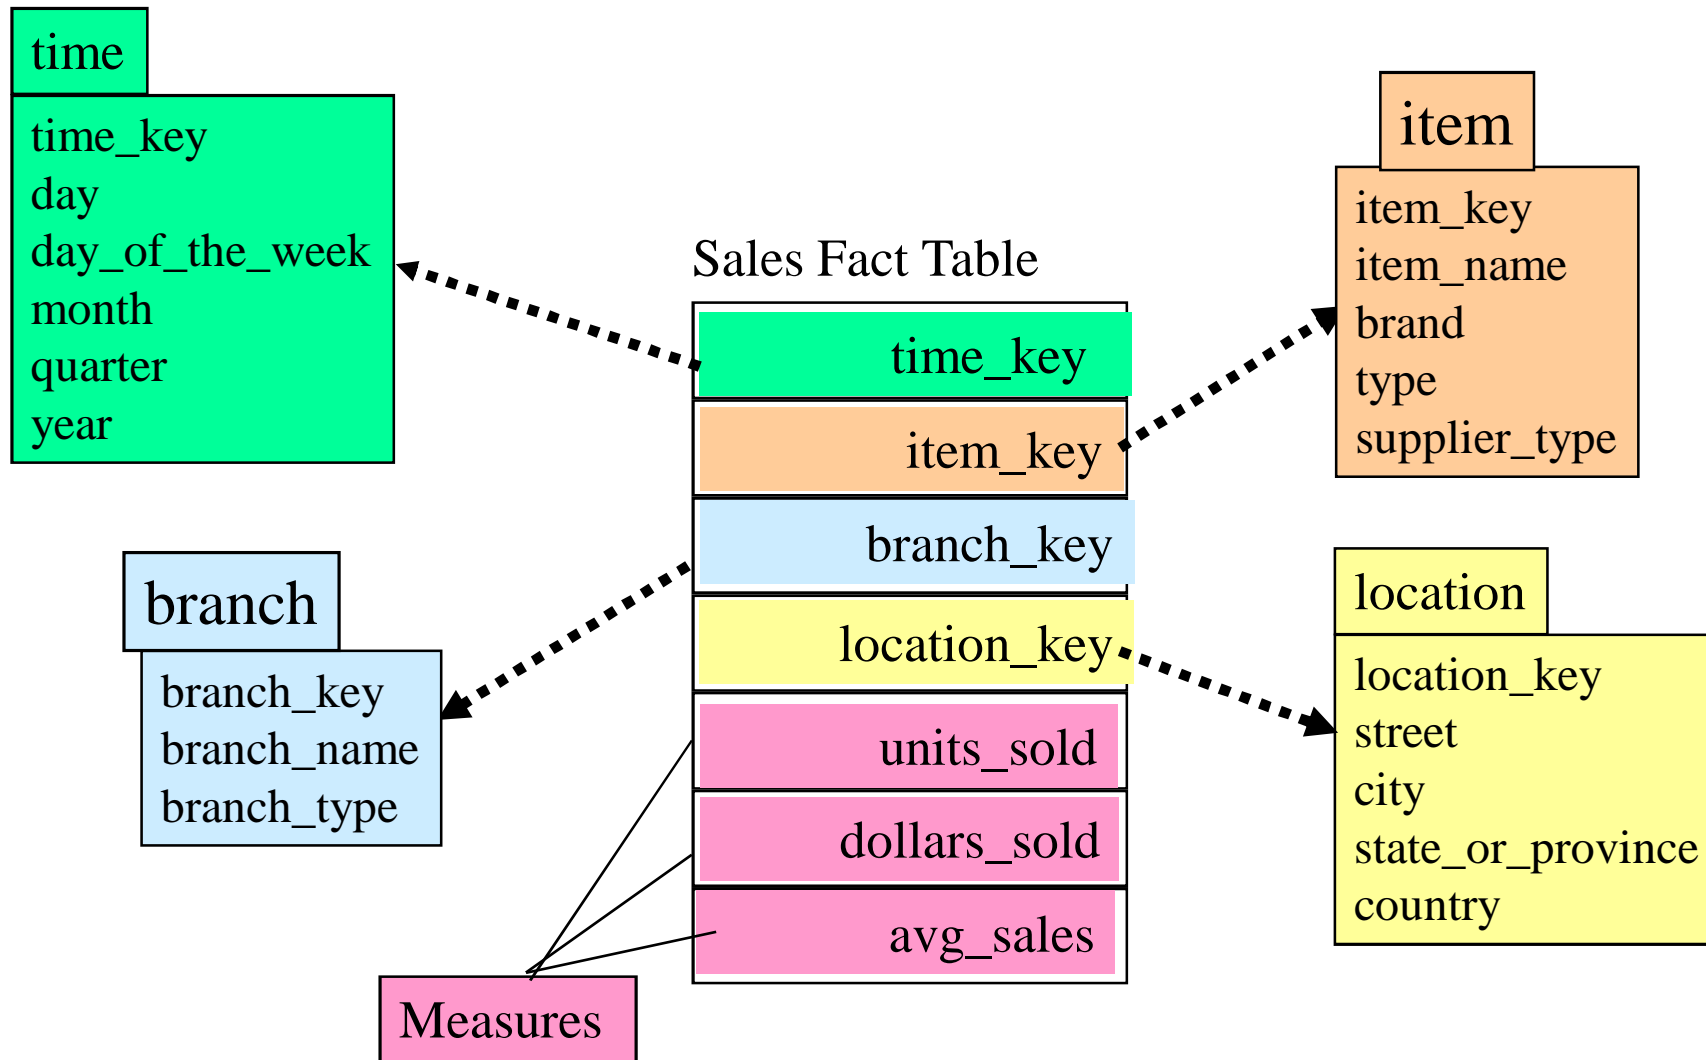 time
time_key
day
day_of_the_week
month
quarter
year
item
item_key
item_name
brand
type
supplier_type
Sales Fact Table
time_key
item_key
branch_key
location_key
units_sold
dollars_sold
avg_sales
branch
branch_key
branch_name
branch_type
location
location_key
street
city
state_or_province
country
Measures